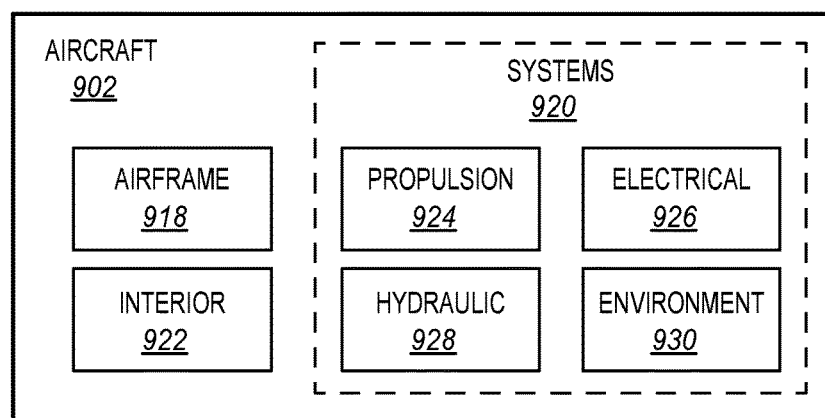 AIRCRAFT
902
SYSTEMS
920
AIRFRAME
918
PROPULSION
924
ELECTRICAL
926
INTERIOR
922
HYDRAULIC
928
ENVIRONMENT
930